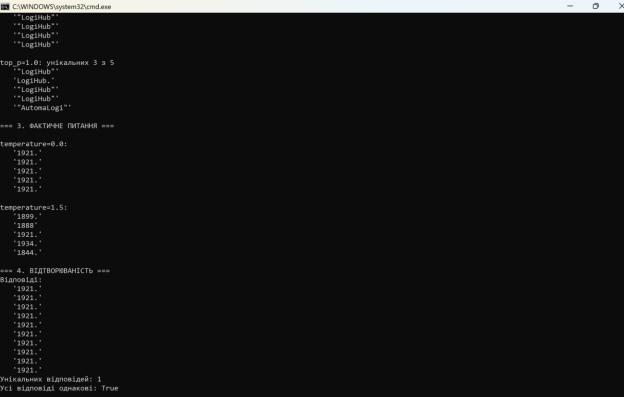 C:\WINDOWS\system32\cmd.exe
'"LogiHub"'
'"LogiHub"'
'"LogiHub"'
'"LogiHub"'
top_p=1.0: унікальних 3 з 5
'"LogiHub"'
'LogiHub.'
'"LogiHub"'
'"LogiHub"'
'"AutomaLogi"'
=== 3. ФАКТИЧНЕ ПИТАННЯ ===
temperature=0.0:
'1921.'
'1921.'
'1921.'
'1921.'
'1921.'
temperature=1.5:
'1899.'
'1888'
'1921.'
'1934.'
'1844.'
=== 4. ВІДТВОРЮВАНІСТЬ ===
Відповіді:
'1921.'
'1921.'
'1921.'
'1921.'
'1921.'
'1921.'
'1921.'
'1921.'
'1921.'
'1921.'
Унікальних відповідей: 1
Усі відповіді однакові: True